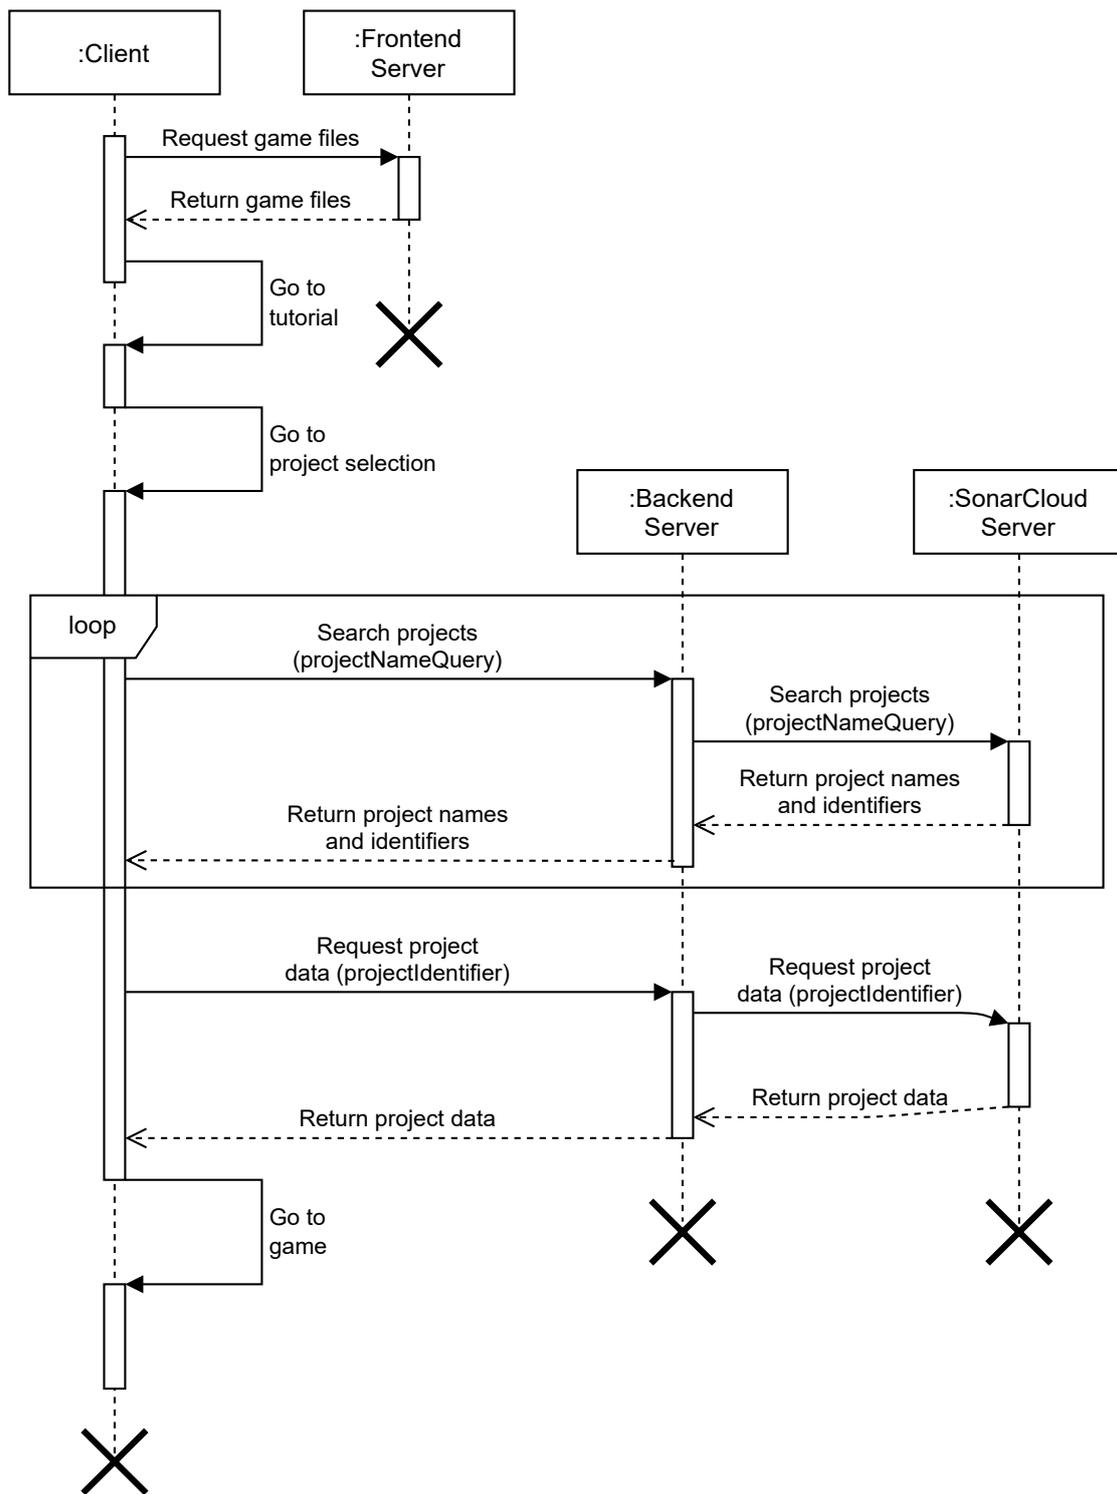 :Client
:Frontend
Server
Request game files
Return game files
Go to
tutorial
Go to
project selection
:Backend
Server
:SonarCloud
Server
loop
Search projects
(projectNameQuery)
Search projects
(projectNameQuery)
Return project names
and identifiers
Return project names
and identifiers
Request project
data (projectIdentifier)
Request project
data (projectIdentifier)
Return project data
Return project data
Go to
game